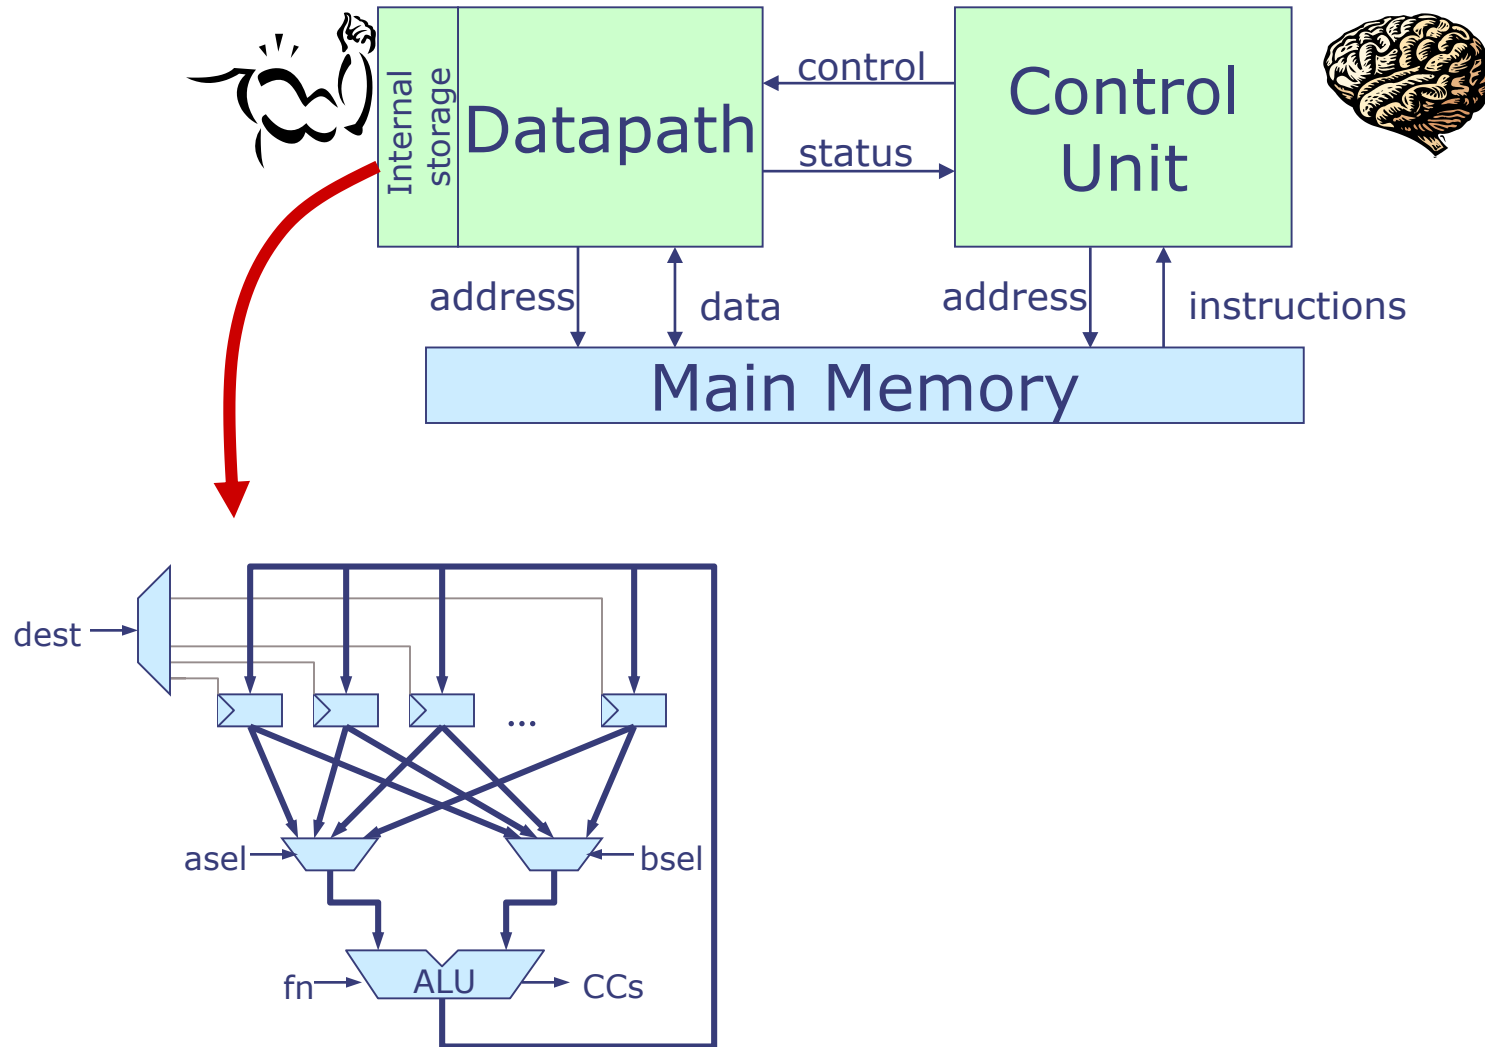 Internal
storage
Datapath
control
status
Control
Unit
address
data
address
instructions
Main Memory
dest
...
asel
bsel
fn
ALU
CCs